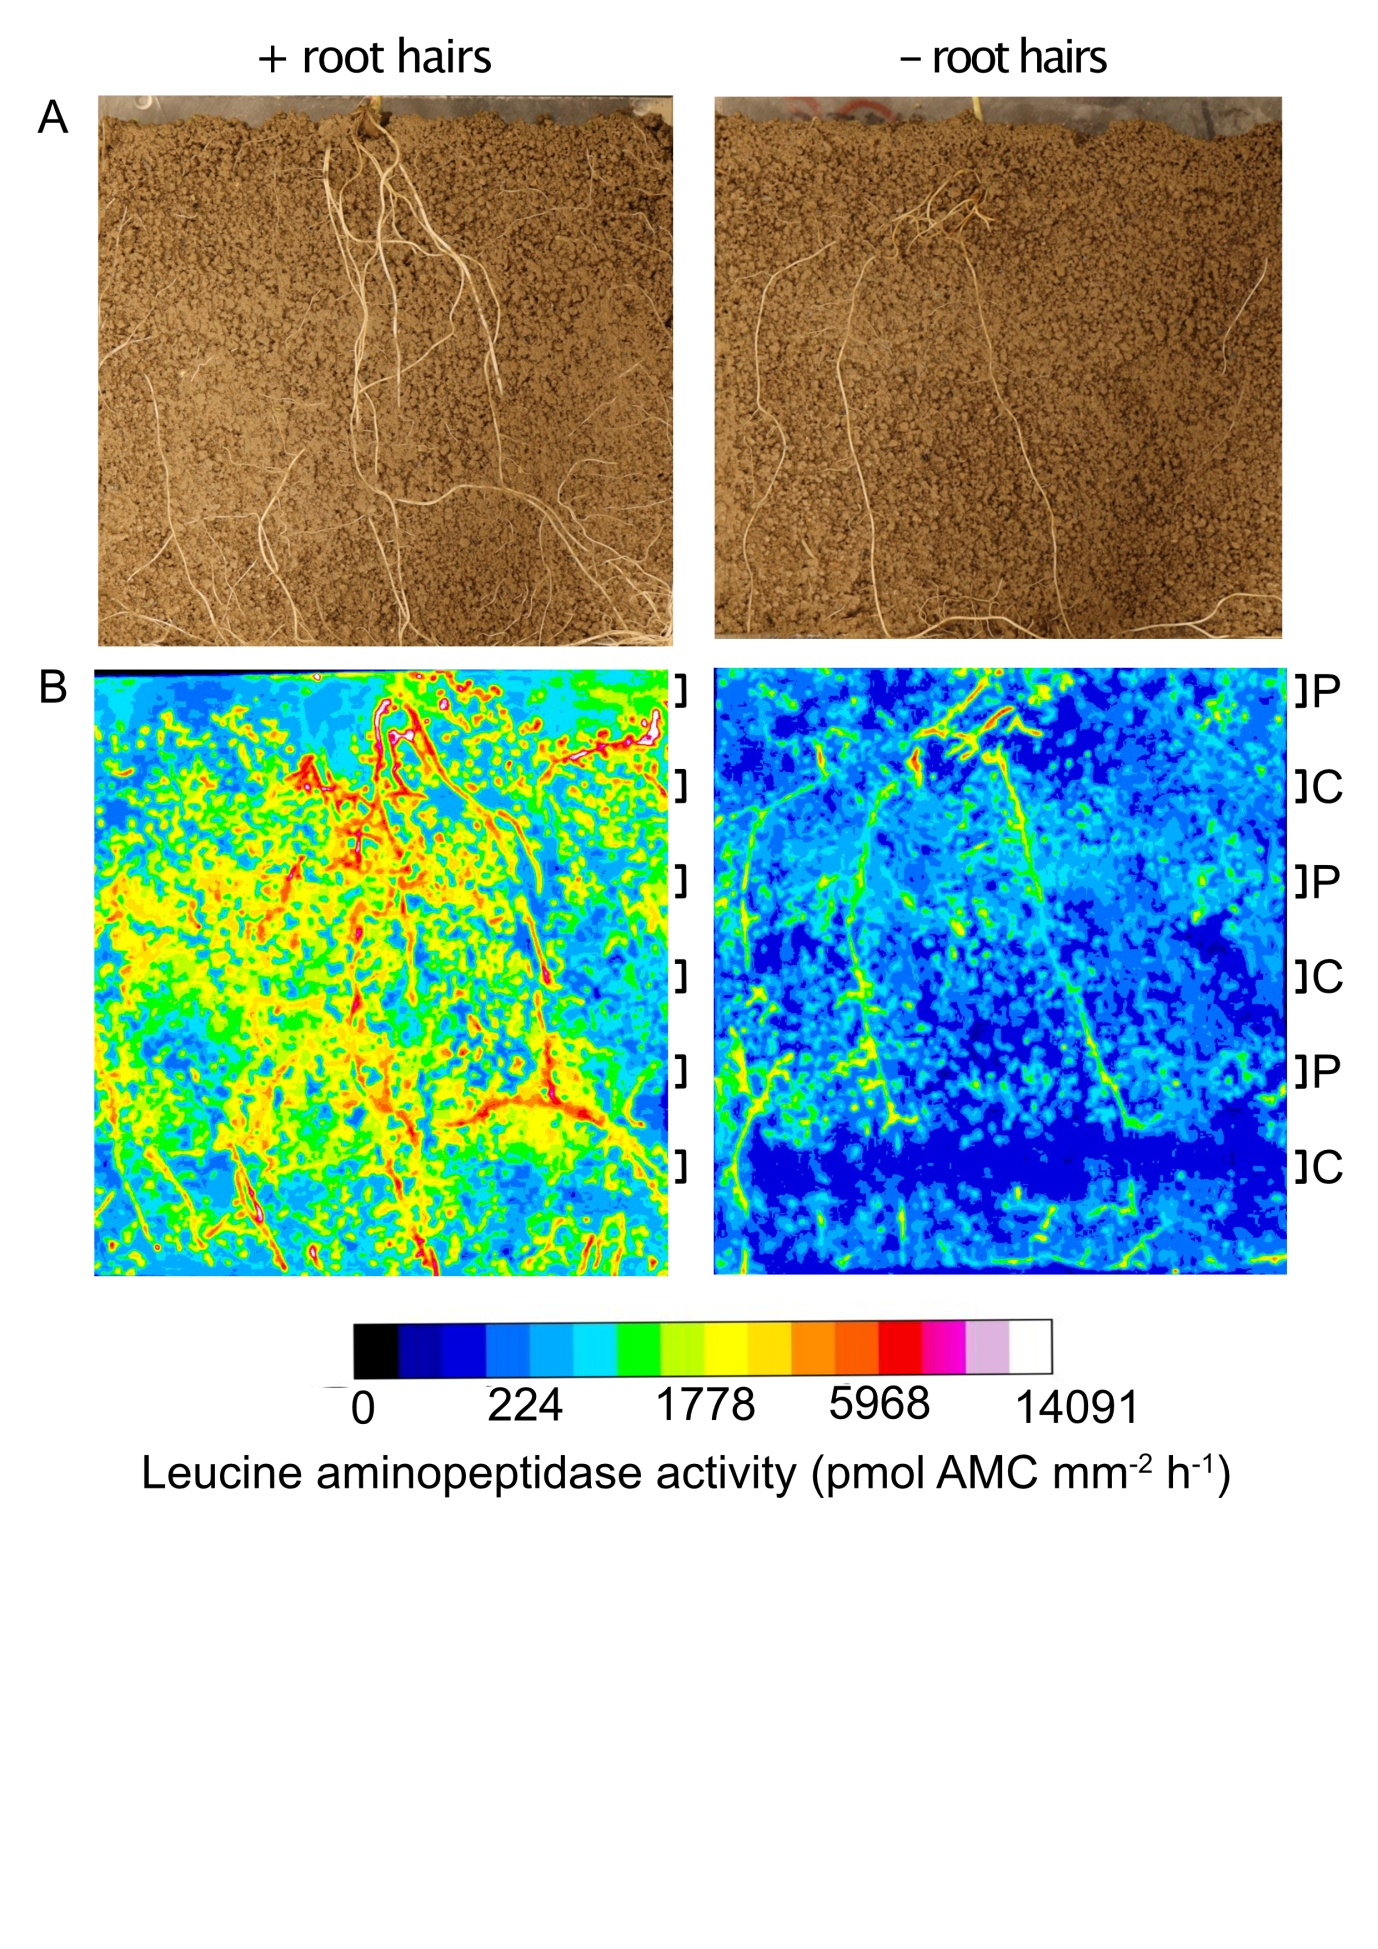 + root hairs
– root hairs
A
B
]
]P
]
]C
]
]P
]
]C
]
]P
]
]C
0
224
1778
5968
14091
Leucine aminopeptidase activity (pmol AMC mm-2 h-1)